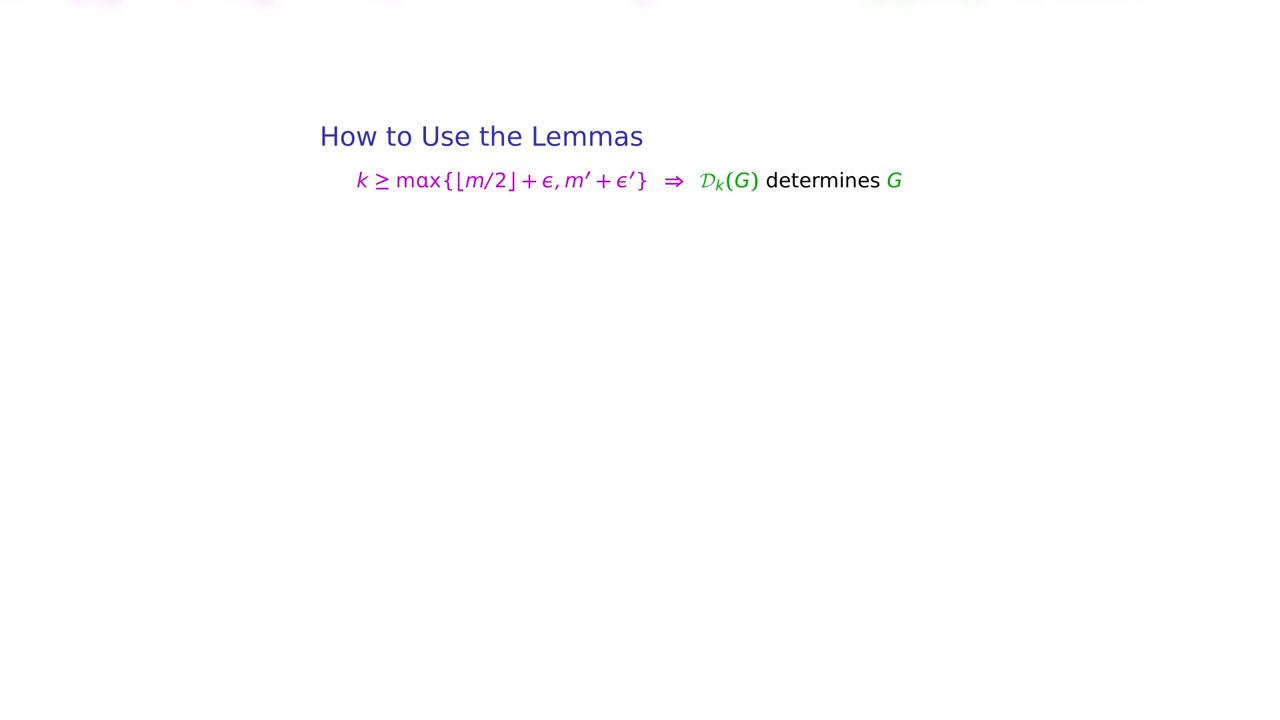 How to Use the Lemmas
k ≥ max{⌊m/2⌋ + ϵ, m′ + ϵ′} ⇒ 𝒟ₖ(G) determines G